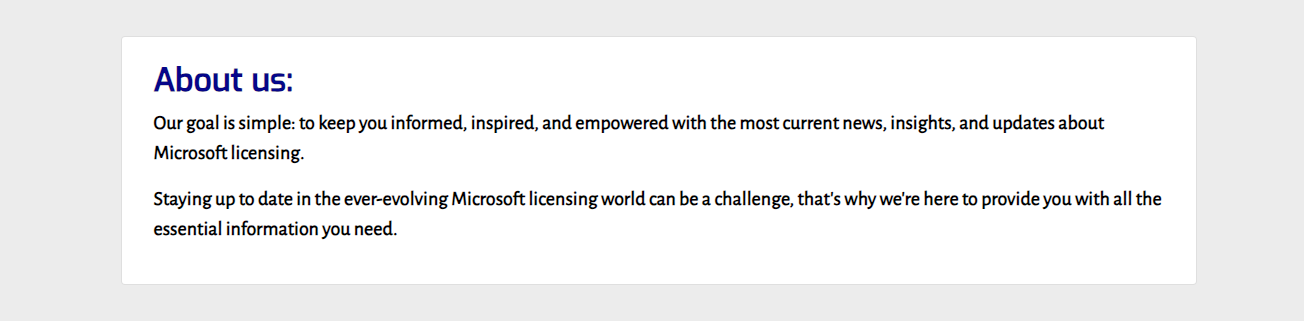 About us:
Our goal is simple: to keep you informed, inspired, and empowered with the most current news, insights, and updates about
Microsoft licensing.
Staying up to date in the ever-evolving Microsoft licensing world can be a challenge, that's why we're here to provide you with all the
essential information you need.